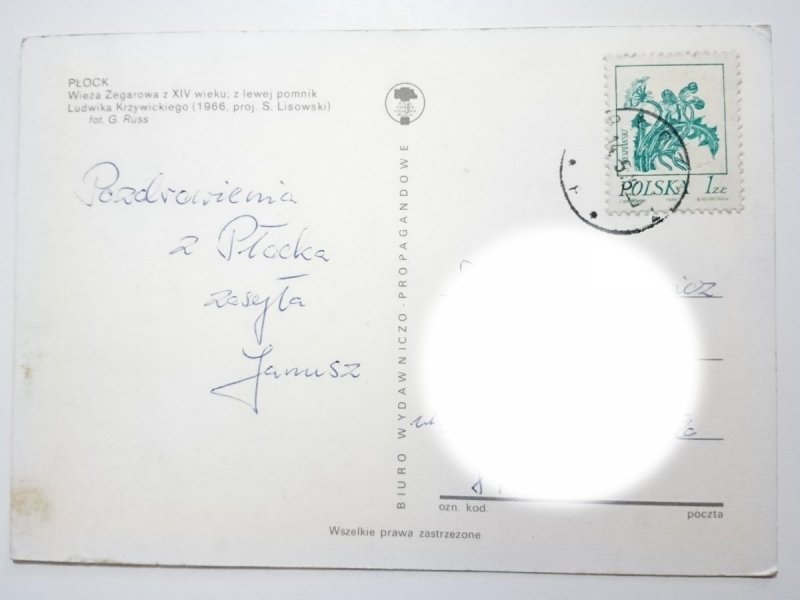 PŁOCK
Wieża Zegarowa z XIV wieku; z lewej pomnik
Ludwika Krzywickiego (1966, proj. S. Lisowski)
fot. G. Russ
Pozdrowienia
z Płocka
zasyła
Janusz
BIURO WYDAWNICZO-PROPAGANDOWE
POLSKA 1 ZŁ
ozn. kod.
poczta
Wszelkie prawa zastrzeżone